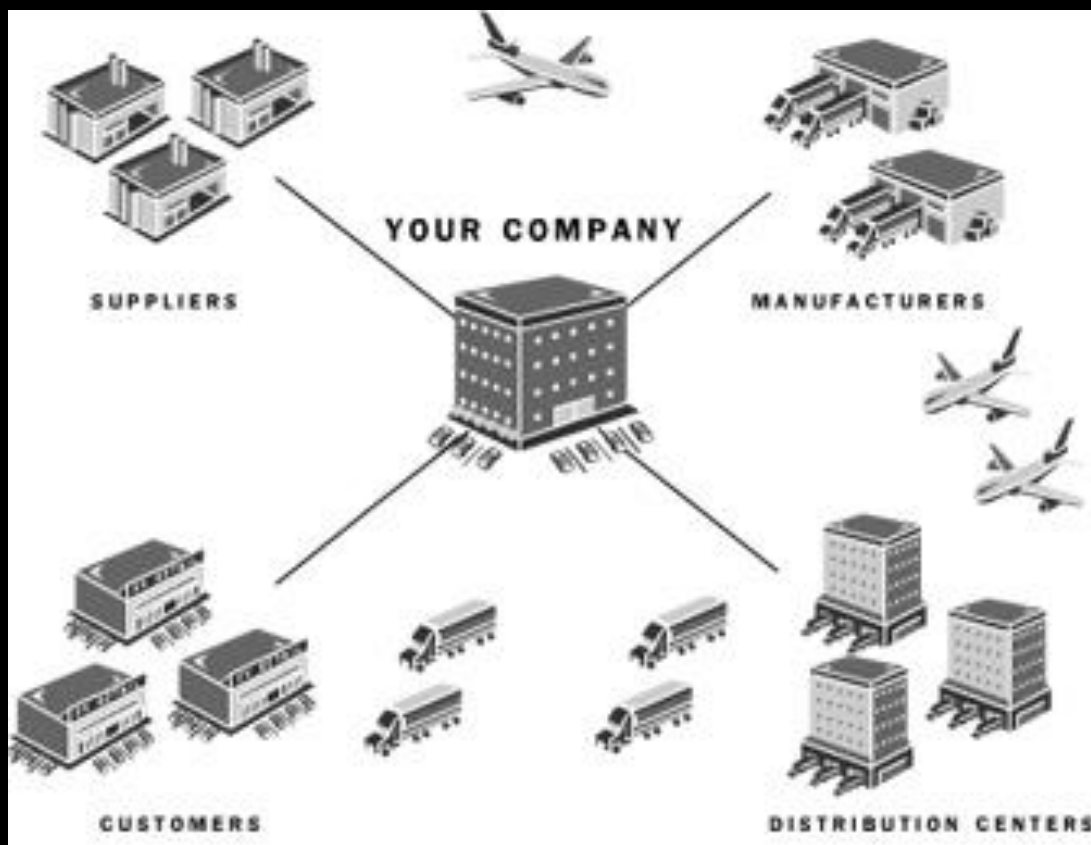 YOUR COMPANY
SUPPLIERS
MANUFACTURERS
CUSTOMERS
DISTRIBUTION CENTERS